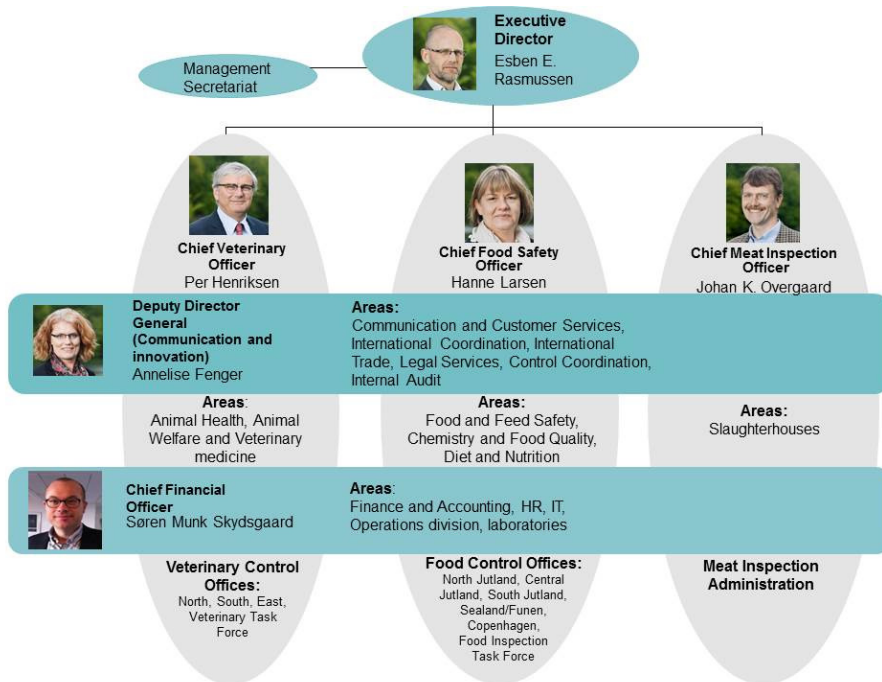 Executive
Director
Esben E.
Rasmussen
Management
Secretariat
Chief Veterinary
Officer
Per Henriksen
Chief Food Safety
Officer
Hanne Larsen
Chief Meat Inspection
Officer
Johan K. Overgaard
Deputy Director
General
(Communication and
innovation)
Annelise Fenger
Areas:
Communication and Customer Services,
International Coordination, International
Trade, Legal Services, Control Coordination,
Internal Audit
Areas:
Animal Health, Animal
Welfare and Veterinary
medicine
Areas:
Food and Feed Safety,
Chemistry and Food Quality,
Diet and Nutrition
Areas:
Slaughterhouses
Chief Financial
Officer
Søren Munk Skydsgaard
Areas:
Finance and Accounting, HR, IT,
Operations division, laboratories
Veterinary Control
Offices:
North, South, East,
Veterinary Task
Force
Food Control Offices:
North Jutland, Central
Jutland, South Jutland,
Sealand/Funen,
Copenhagen,
Food Inspection
Task Force
Meat Inspection
Administration